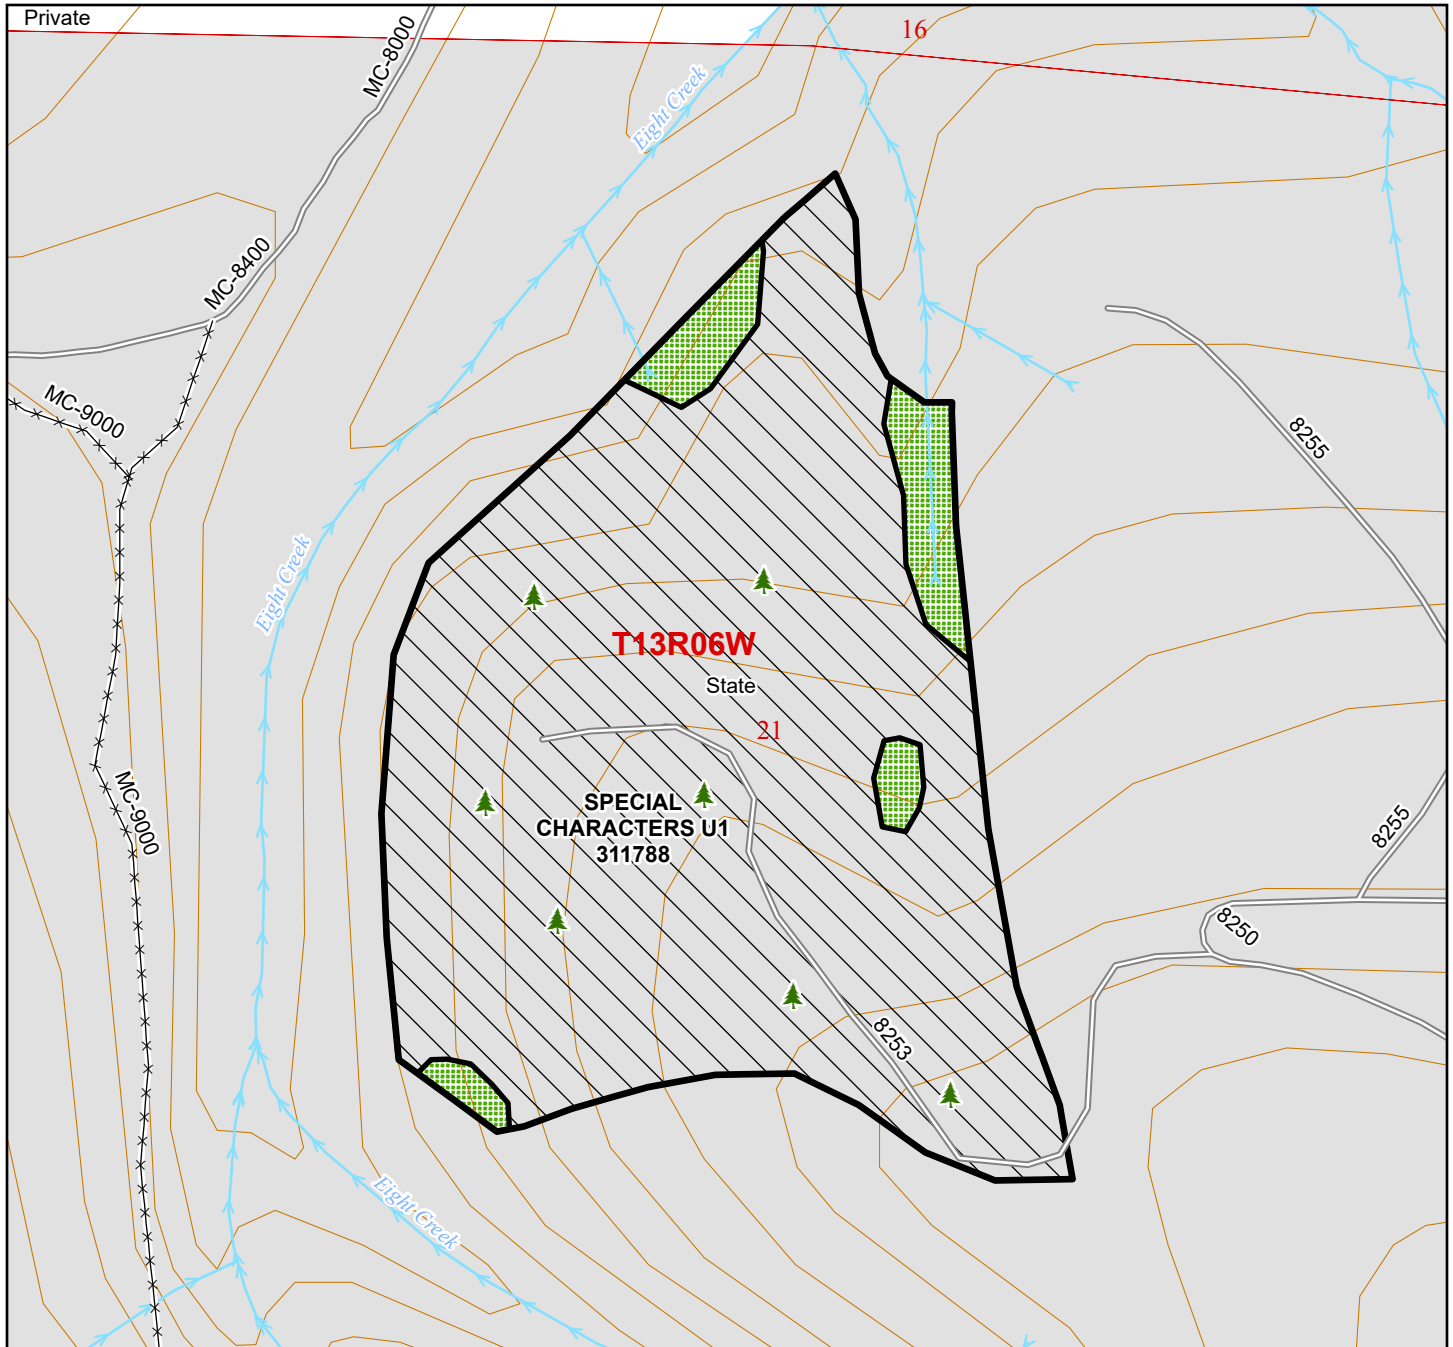 Private
16
MC-8000
Eight Creek
MC-8400
MC-9000
8255
Eight Creek
T13R06W
State
21
MC-9000
SPECIAL
CHARACTERS U1
311788
8255
8250
8253
Eight Creek